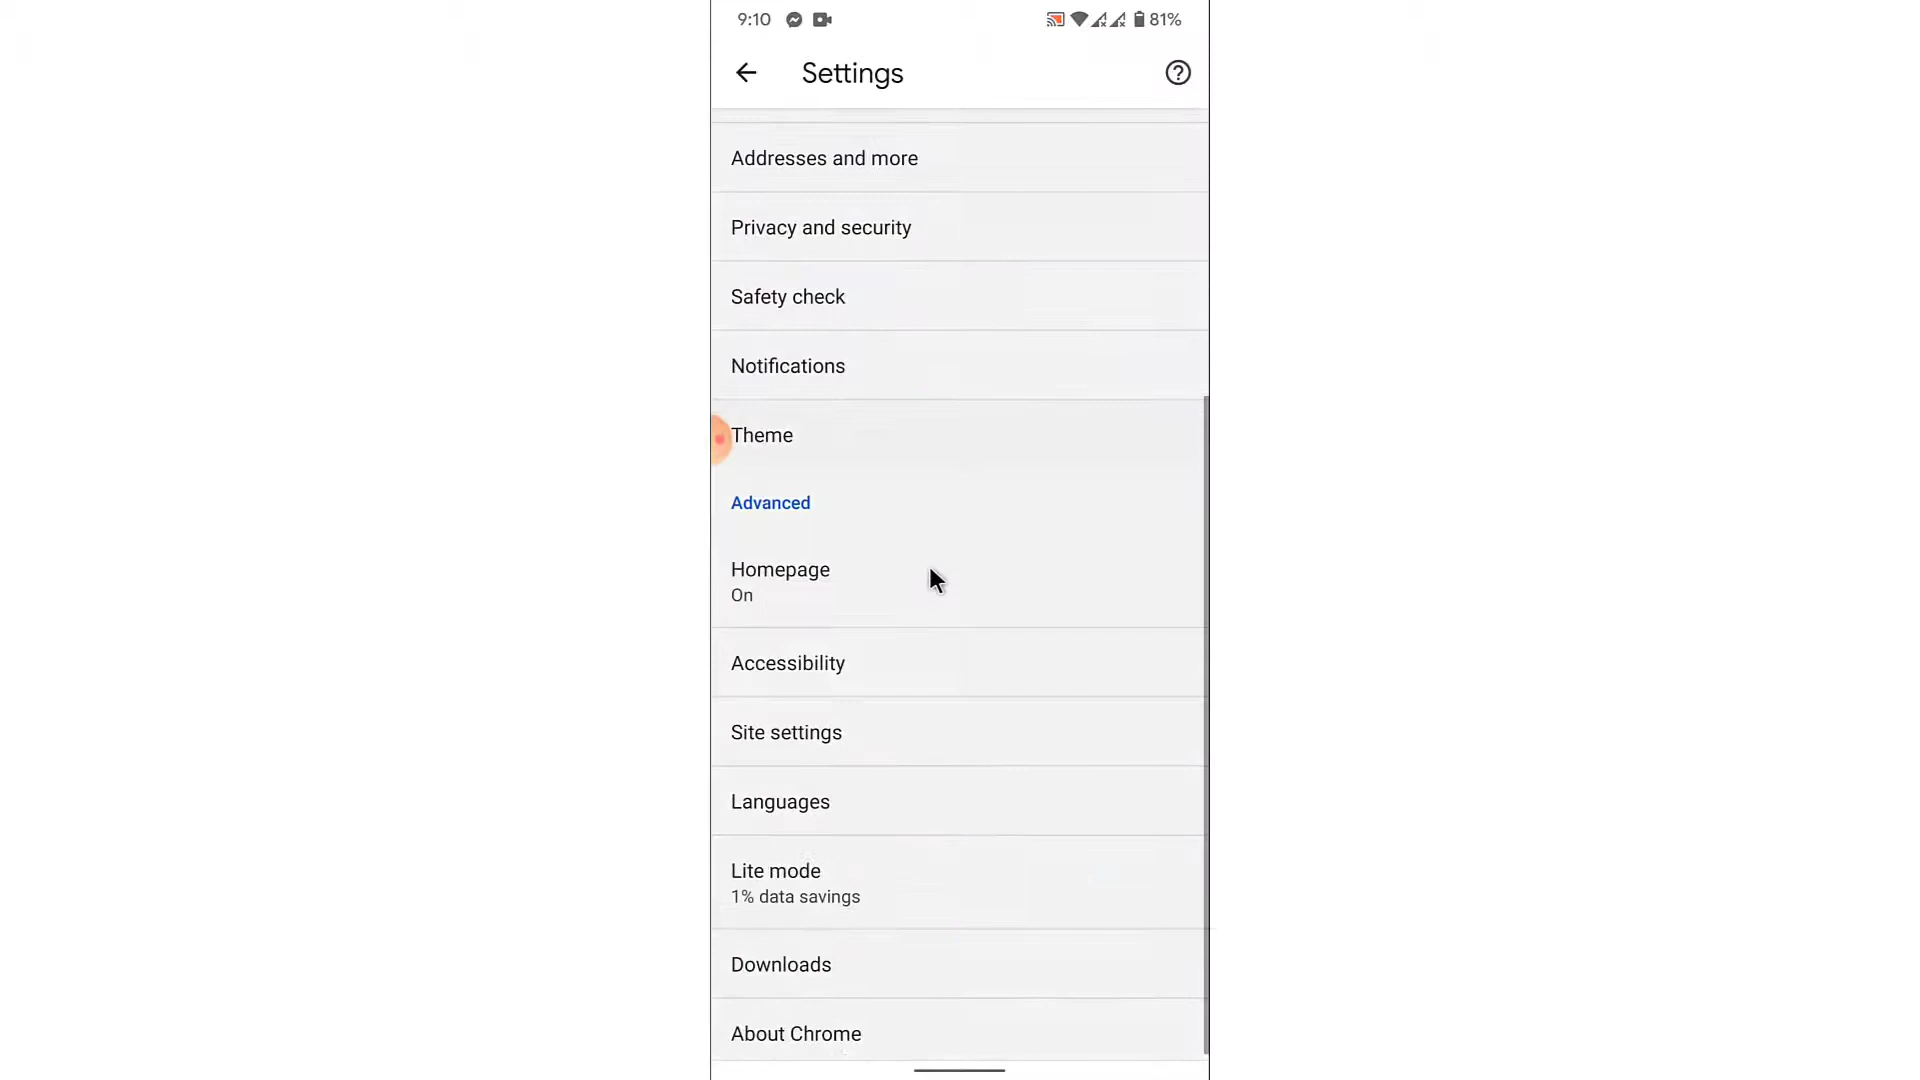 9:10 81%
Settings
Addresses and more
Privacy and security
Safety check
Notifications
Theme
Advanced
Homepage
On
Accessibility
Site settings
Languages
Lite mode
1% data savings
Downloads
About Chrome